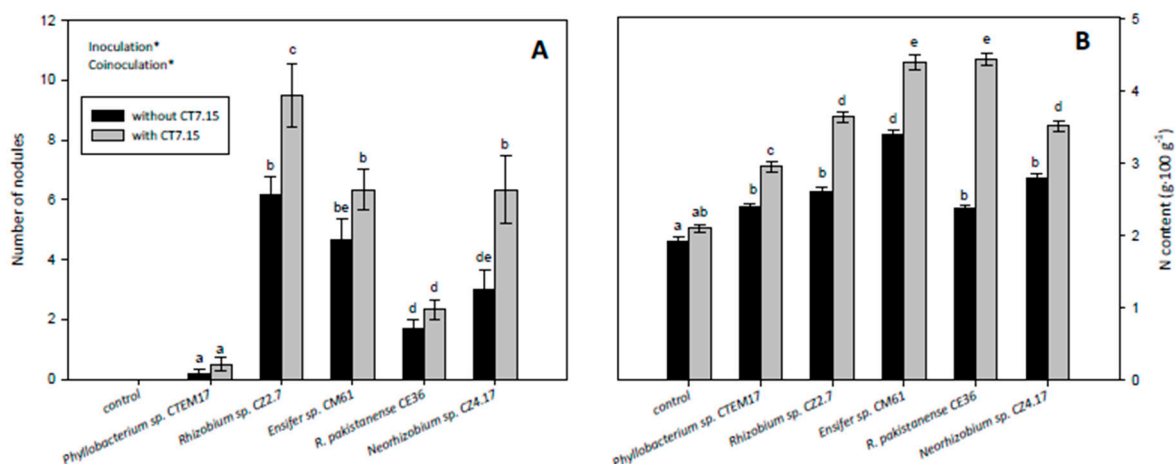 12
10
8
6
4
2
0
Number of nodules
Inoculation*
Coinoculation*
A
without CT7.15
with CT7.15
a
a
b
c
be
b
d
d
de
b
control
Phyllobacterium sp. CTEM17
Rhizobium sp. CZ2.7
Ensifer sp. CM61
R. pakistanense CE36
Neorhizobium sp. CZ4.17
B
a
ab
b
c
b
d
d
e
b
e
b
d
control
Phyllobacterium sp. CTEM17
Rhizobium sp. CZ2.7
Ensifer sp. CM61
R. pakistanense CE36
Neorhizobium sp. CZ4.17
5
4
3
2
1
0
N content (g·100 g⁻¹)